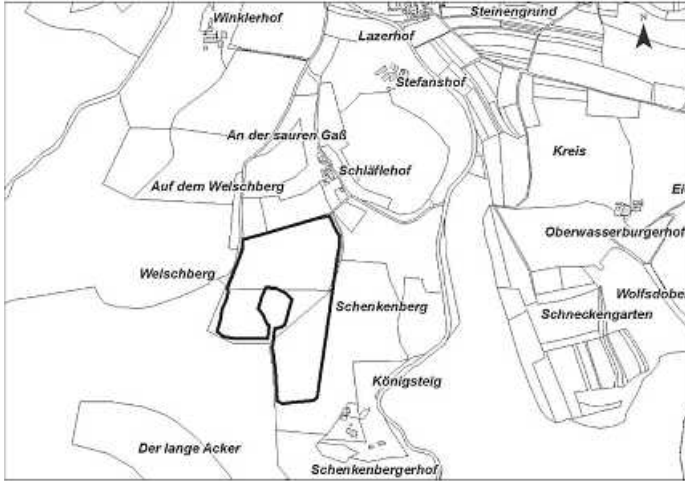 Steinengrund
Winklerhof
Lazerhof
N
Stefanshof
An der sauren Gaß
Kreis
Schläflehof
Auf dem Welschberg
Oberwasserburgerhof
Welschberg
Schenkenberg
Schneckengarten
Königsteig
Der lange Acker
Schenkenbergerhof